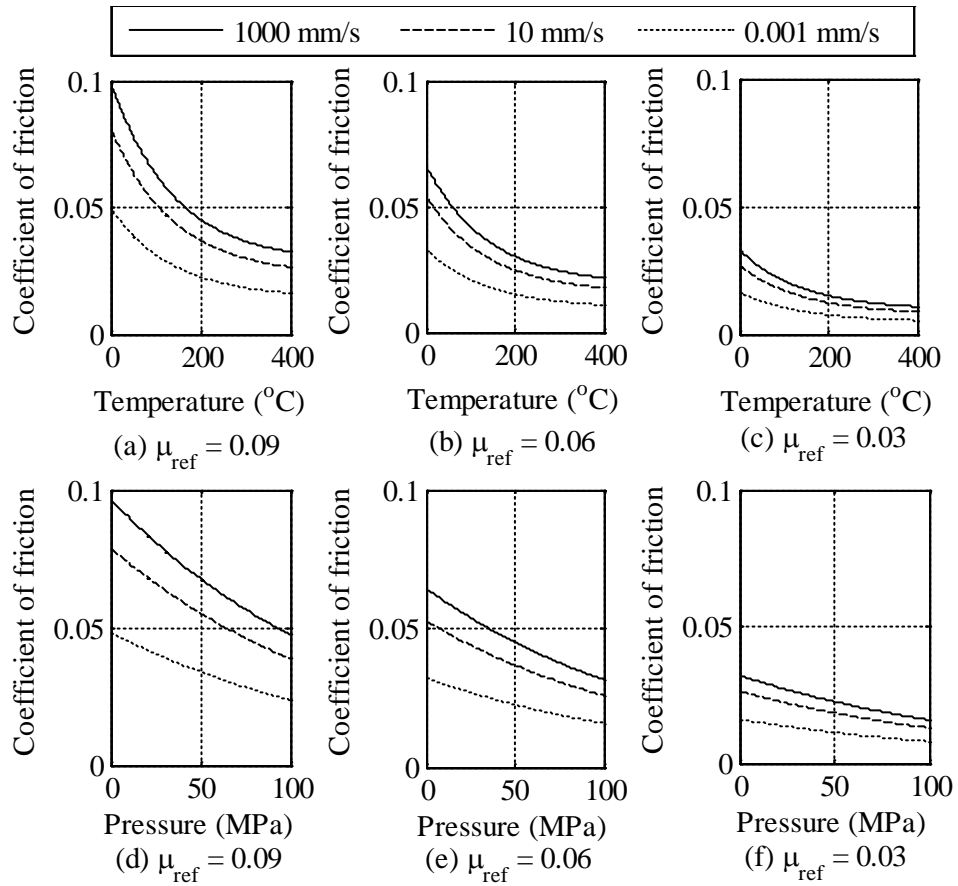 1000 mm/s 10 mm/s 0.001 mm/s
Coefficient of friction
0.1
0.05
0
0 200 400
Temperature (°C)
(a) μref = 0.09
Coefficient of friction
0.1
0.05
0
0 200 400
Temperature (°C)
(b) μref = 0.06
Coefficient of friction
0.1
0.05
0
0 200 400
Temperature (°C)
(c) μref = 0.03
Coefficient of friction
0.1
0.05
0
0 50 100
Pressure (MPa)
(d) μref = 0.09
Coefficient of friction
0.1
0.05
0
0 50 100
Pressure (MPa)
(e) μref = 0.06
Coefficient of friction
0.1
0.05
0
0 50 100
Pressure (MPa)
(f) μref = 0.03